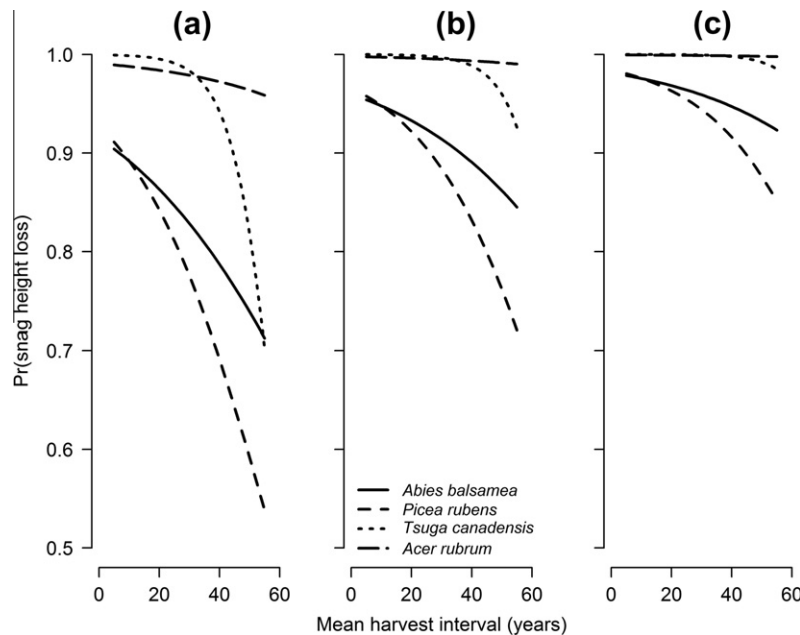 (a) (b) (c)
Pr(snag height loss)
1.0
0.9
0.8
0.7
0.6
0.5
Abies balsamea
Picea rubens
Tsuga canadensis
Acer rubrum
0 20 40 60 0 20 40 60 0 20 40 60
Mean harvest interval (years)